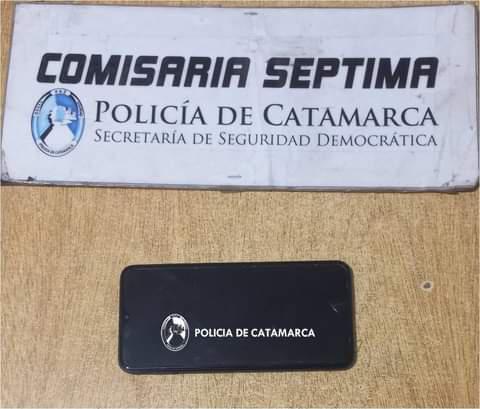 COMISARIA SEPTIMA
POLICÍA DE CATAMARCA
SECRETARÍA DE SEGURIDAD DEMOCRÁTICA
POLICIA DE CATAMARCA